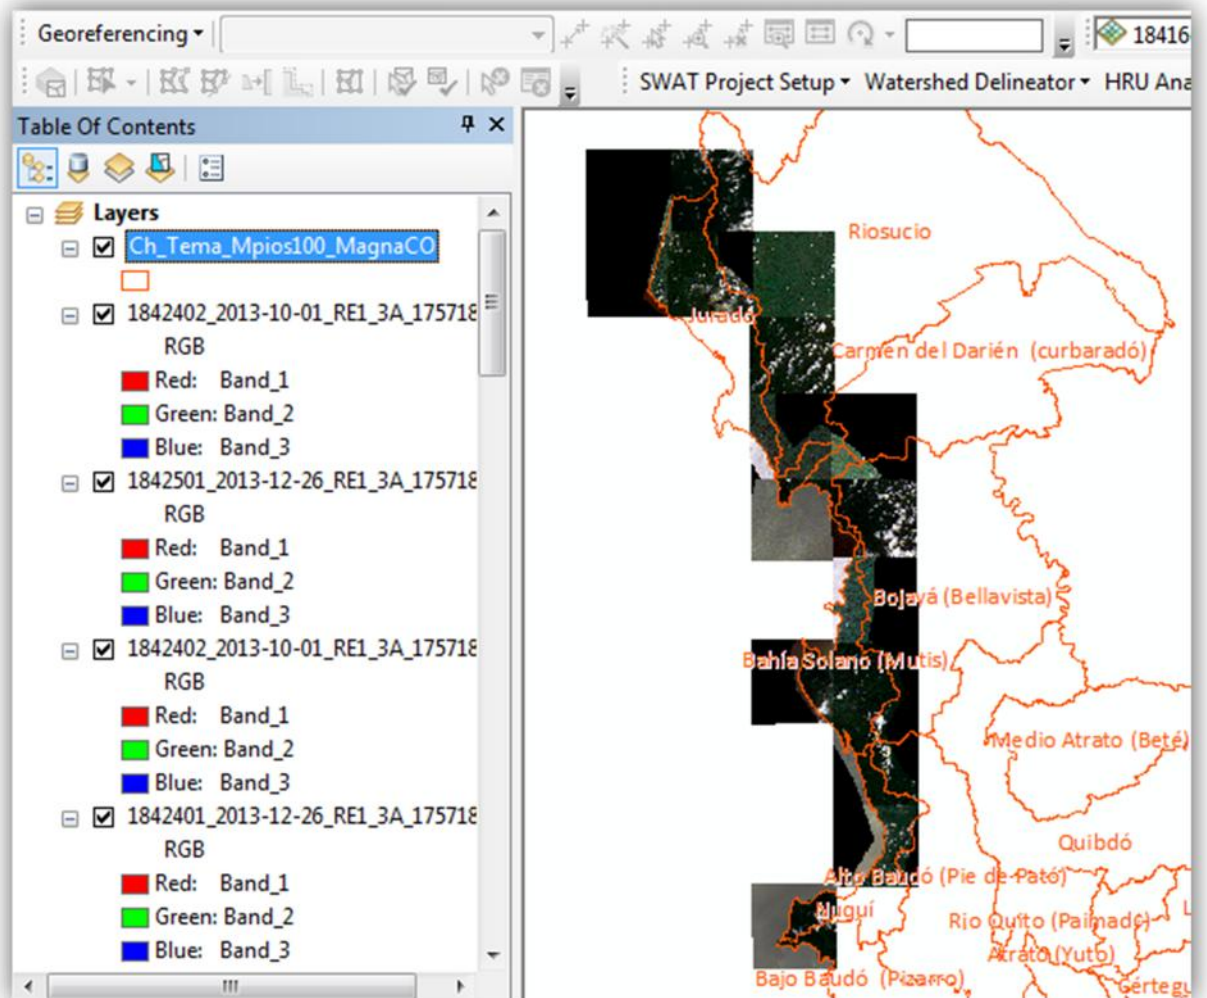 Georeferencing
18416
SWAT Project Setup Watershed Delineator HRU Ana
Table Of Contents
Layers
Ch_Tema_Mpios100_MagnaCO
1842402_2013-10-01_RE1_3A_175718
RGB
Red: Band_1
Green: Band_2
Blue: Band_3
1842501_2013-12-26_RE1_3A_175718
RGB
Red: Band_1
Green: Band_2
Blue: Band_3
1842402_2013-10-01_RE1_3A_175718
RGB
Red: Band_1
Green: Band_2
Blue: Band_3
1842401_2013-12-26_RE1_3A_175718
RGB
Red: Band_1
Green: Band_2
Blue: Band_3
Riosucio
Juradó
Carmen del Darién (curbaradó)
Bojayá (Bellavista)
Bahía Solano (Mutis)
Medio Atrato (Beté)
Quibdó
Alto Baudó (Pie de Pató)
Nuquí
Rio Quito (Paimadó)
L
Atrato (Yuto)
Bajo Baudó (Pizarro)
Cértegu